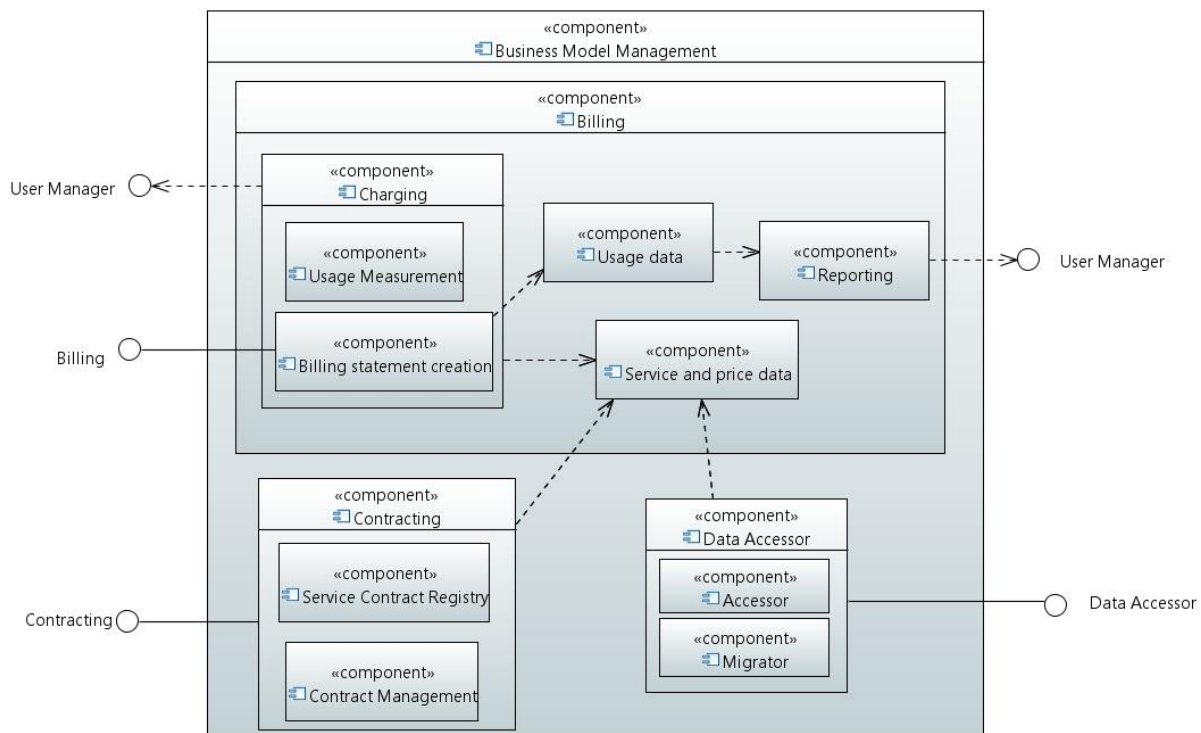 «component»
Business Model Management
«component»
Billing
«component»
Charging
User Manager
«component»
Usage Measurement
«component»
Usage data
«component»
Reporting
User Manager
«component»
Billing statement creation
Billing
«component»
Service and price data
«component»
Contracting
«component»
Service Contract Registry
«component»
Contract Management
Contracting
«component»
Data Accessor
«component»
Accessor
«component»
Migrator
Data Accessor